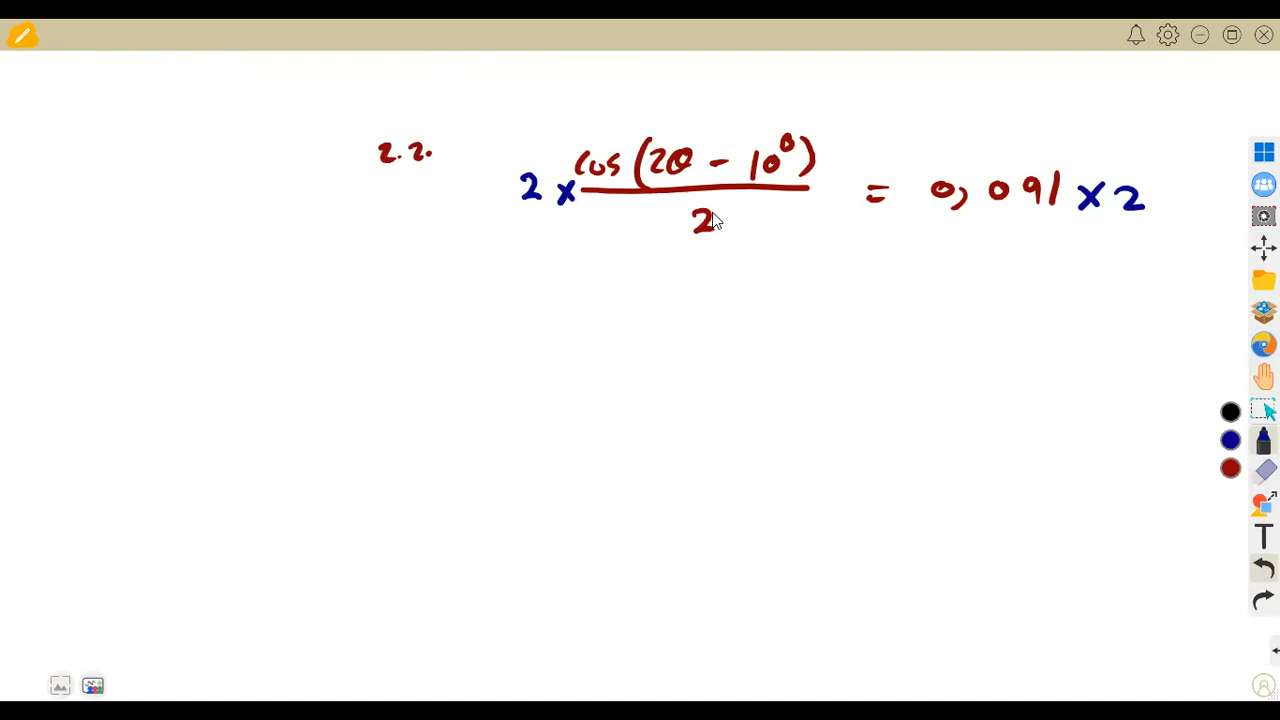 2.2. 2 x cos(2θ - 10°)/2 = 0,091 x 2
T